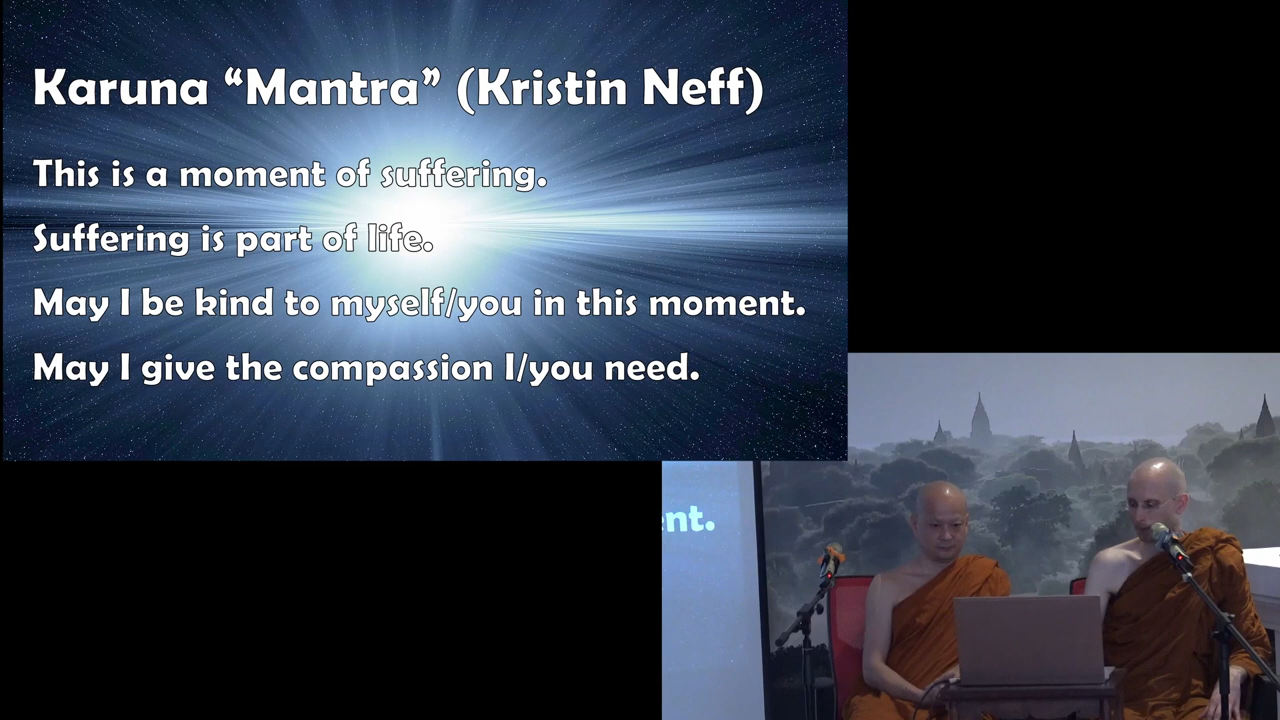 Karuna “Mantra” (Kristin Neff)
This is a moment of suffering.
Suffering is part of life.
May I be kind to myself/you in this moment.
May I give the compassion I/you need.
ent.